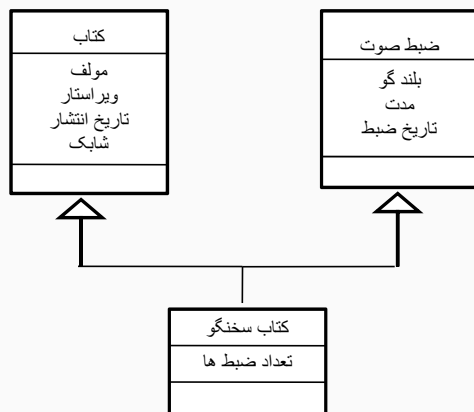 کتاب
مولف
ویراستار
تاریخ انتشار
شابک
ضبط صوت
بلند گو
مدت
تاریخ ضبط
کتاب سخنگو
تعداد ضبط ها